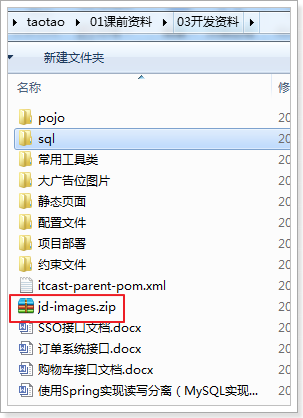 taotao ▸ 01课前资料 ▸ 03开发资料 ▸
新建文件夹
名称
修
pojo
20
sql
20
常用工具类
20
大广告位图片
20
静态页面
20
配置文件
20
项目部署
20
约束文件
20
itcast-parent-pom.xml
20
jd-images.zip
20
SSO接口文档.docx
20
订单系统接口.docx
20
购物车接口文档.docx
20
使用Spring实现读写分离（MySQL实现...
20